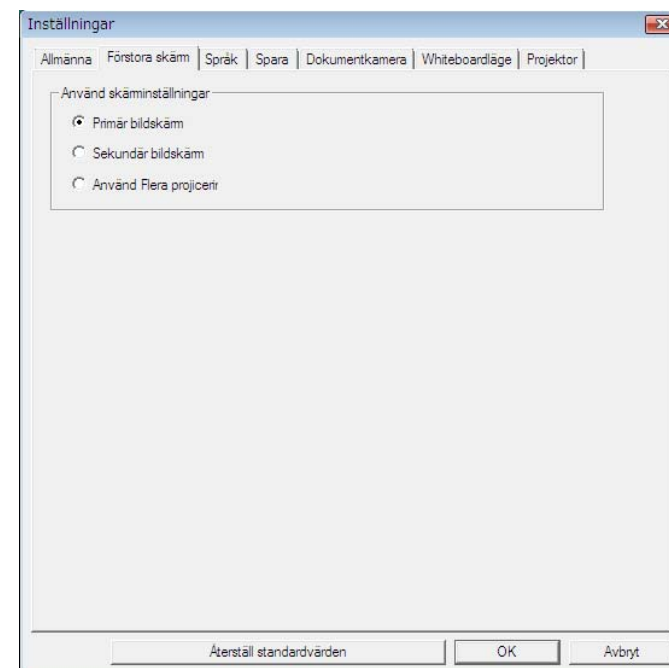 Inställningar
Allmänna Förstora skärm Språk Spara Dokumentkamera Whiteboardläge Projektor
Använd skärminställningar
Primär bildskärm
Sekundär bildskärm
Använd Flera projicerir
Återställ standardvärden OK Avbryt